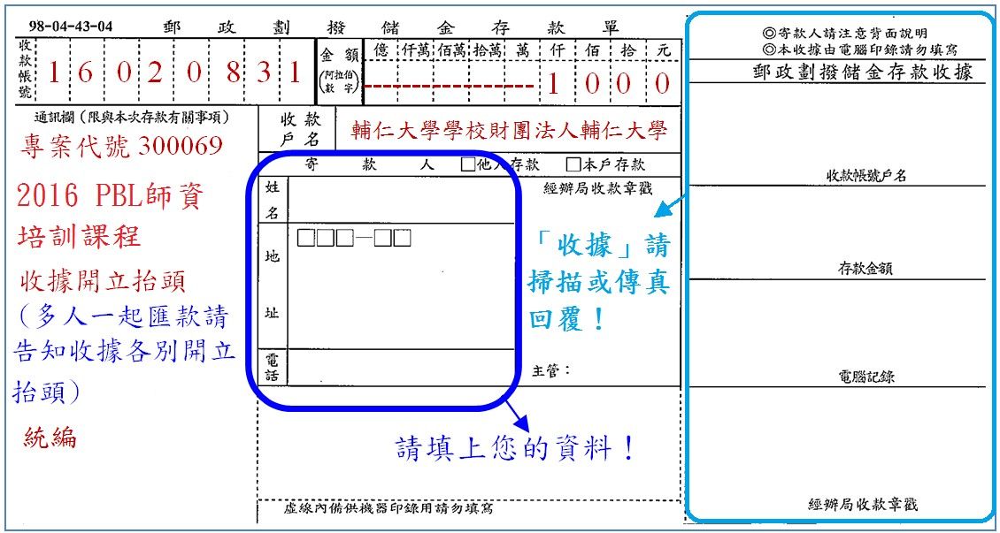 98-04-43-04 郵政劃撥儲金存款單
收款帳號 1 6 0 2 0 8 3 1
金額(阿拉伯數字) 億 仟萬 佰萬 拾萬 萬 仟 佰 拾 元
1 0 0 0
通訊欄(限與本次存款有關事項)
專案代號 300069
2016 PBL師資
培訓課程
收據開立抬頭
(多人一起匯款請
告知收據各別開立
抬頭)
統編
收款戶名 輔仁大學學校財團法人輔仁大學
寄款人 □他人存款 □本戶存款
姓名
地址 □□□—□□
電話
經辦局收款章戳
「收據」請
掃描或傳真
回覆!
主管:
請填上您的資料!
虛線內備供機器印錄用請勿填寫
◎寄款人請注意背面說明
◎本收據由電腦印錄請勿填寫
郵政劃撥儲金存款收據
收款帳號戶名
存款金額
電腦記錄
經辦局收款章戳